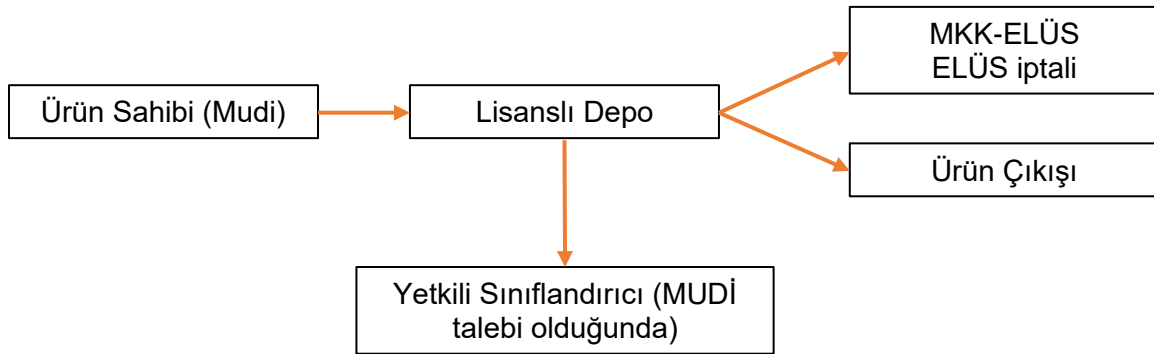 MKK-ELÜS
ELÜS iptali
Ürün Sahibi (Mudi)
Lisanslı Depo
Ürün Çıkışı
Yetkili Sınıflandırıcı (MUDİ
talebi olduğunda)